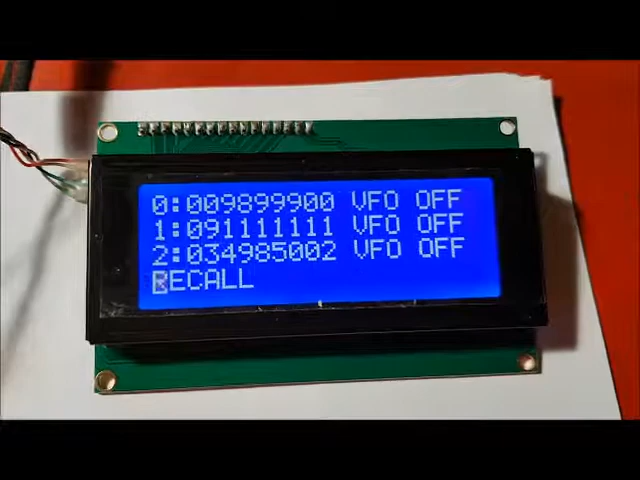 0:009899900 VFO OFF
1:091111111 VFO OFF
2:034985002 VFO OFF
RECALL